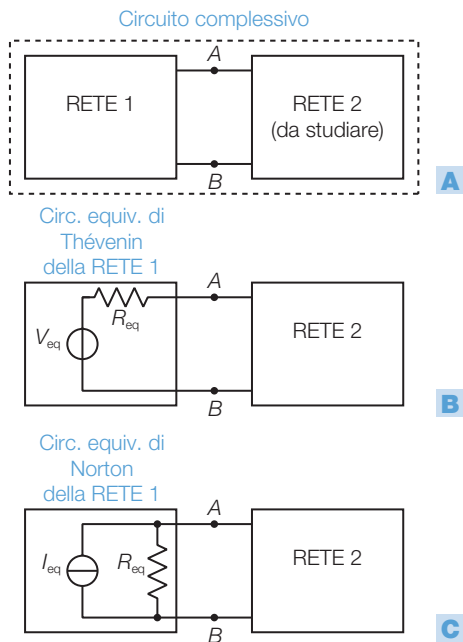 Circuito complessivo
A
RETE 1
RETE 2
(da studiare)
B
A
Circ. equiv. di
Thévenin
della RETE 1
A
Req
Veq
RETE 2
B
B
Circ. equiv. di
Norton
della RETE 1
A
Ieq
Req
RETE 2
B
C